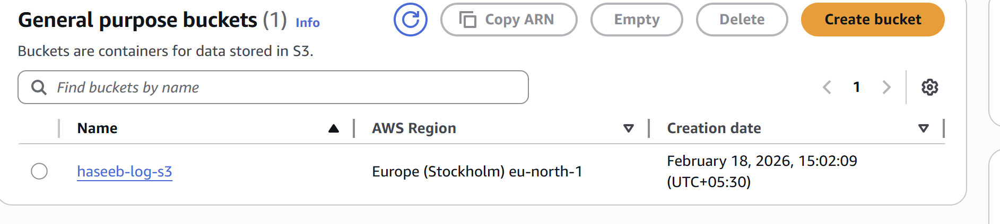 General purpose buckets (1) Info
Copy ARN
Empty
Delete
Create bucket
Buckets are containers for data stored in S3.
Find buckets by name
1
Name
AWS Region
Creation date
haseeb-log-s3
Europe (Stockholm) eu-north-1
February 18, 2026, 15:02:09
(UTC+05:30)